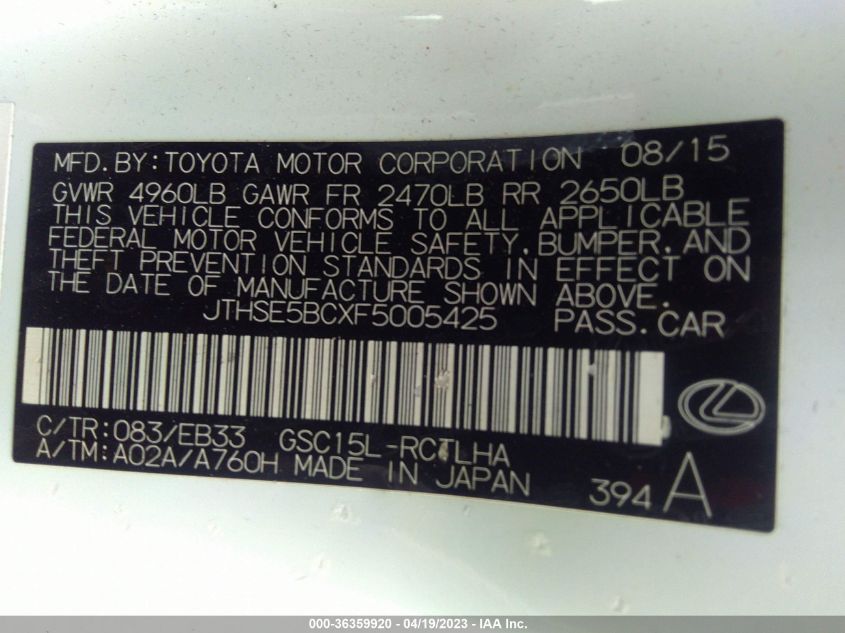 MFD.BY:TOYOTA MOTOR CORPORATION 08/15
GVWR 4960LB GAWR FR 2470LB RR 2650LB
THIS VEHICLE CONFORMS TO ALL APPLICABLE
FEDERAL MOTOR VEHICLE SAFETY,BUMPER,AND
THEFT PREVENTION STANDARDS IN EFFECT ON
THE DATE OF MANUFACTURE SHOWN ABOVE.
JTHSE5BCXF5005425 PASS.CAR
C/TR:083/EB33 GSC15L-RCTLHA
A/TM:A02A/A760H MADE IN JAPAN 394 A
000-36359920 - 04/19/2023 - IAA Inc.